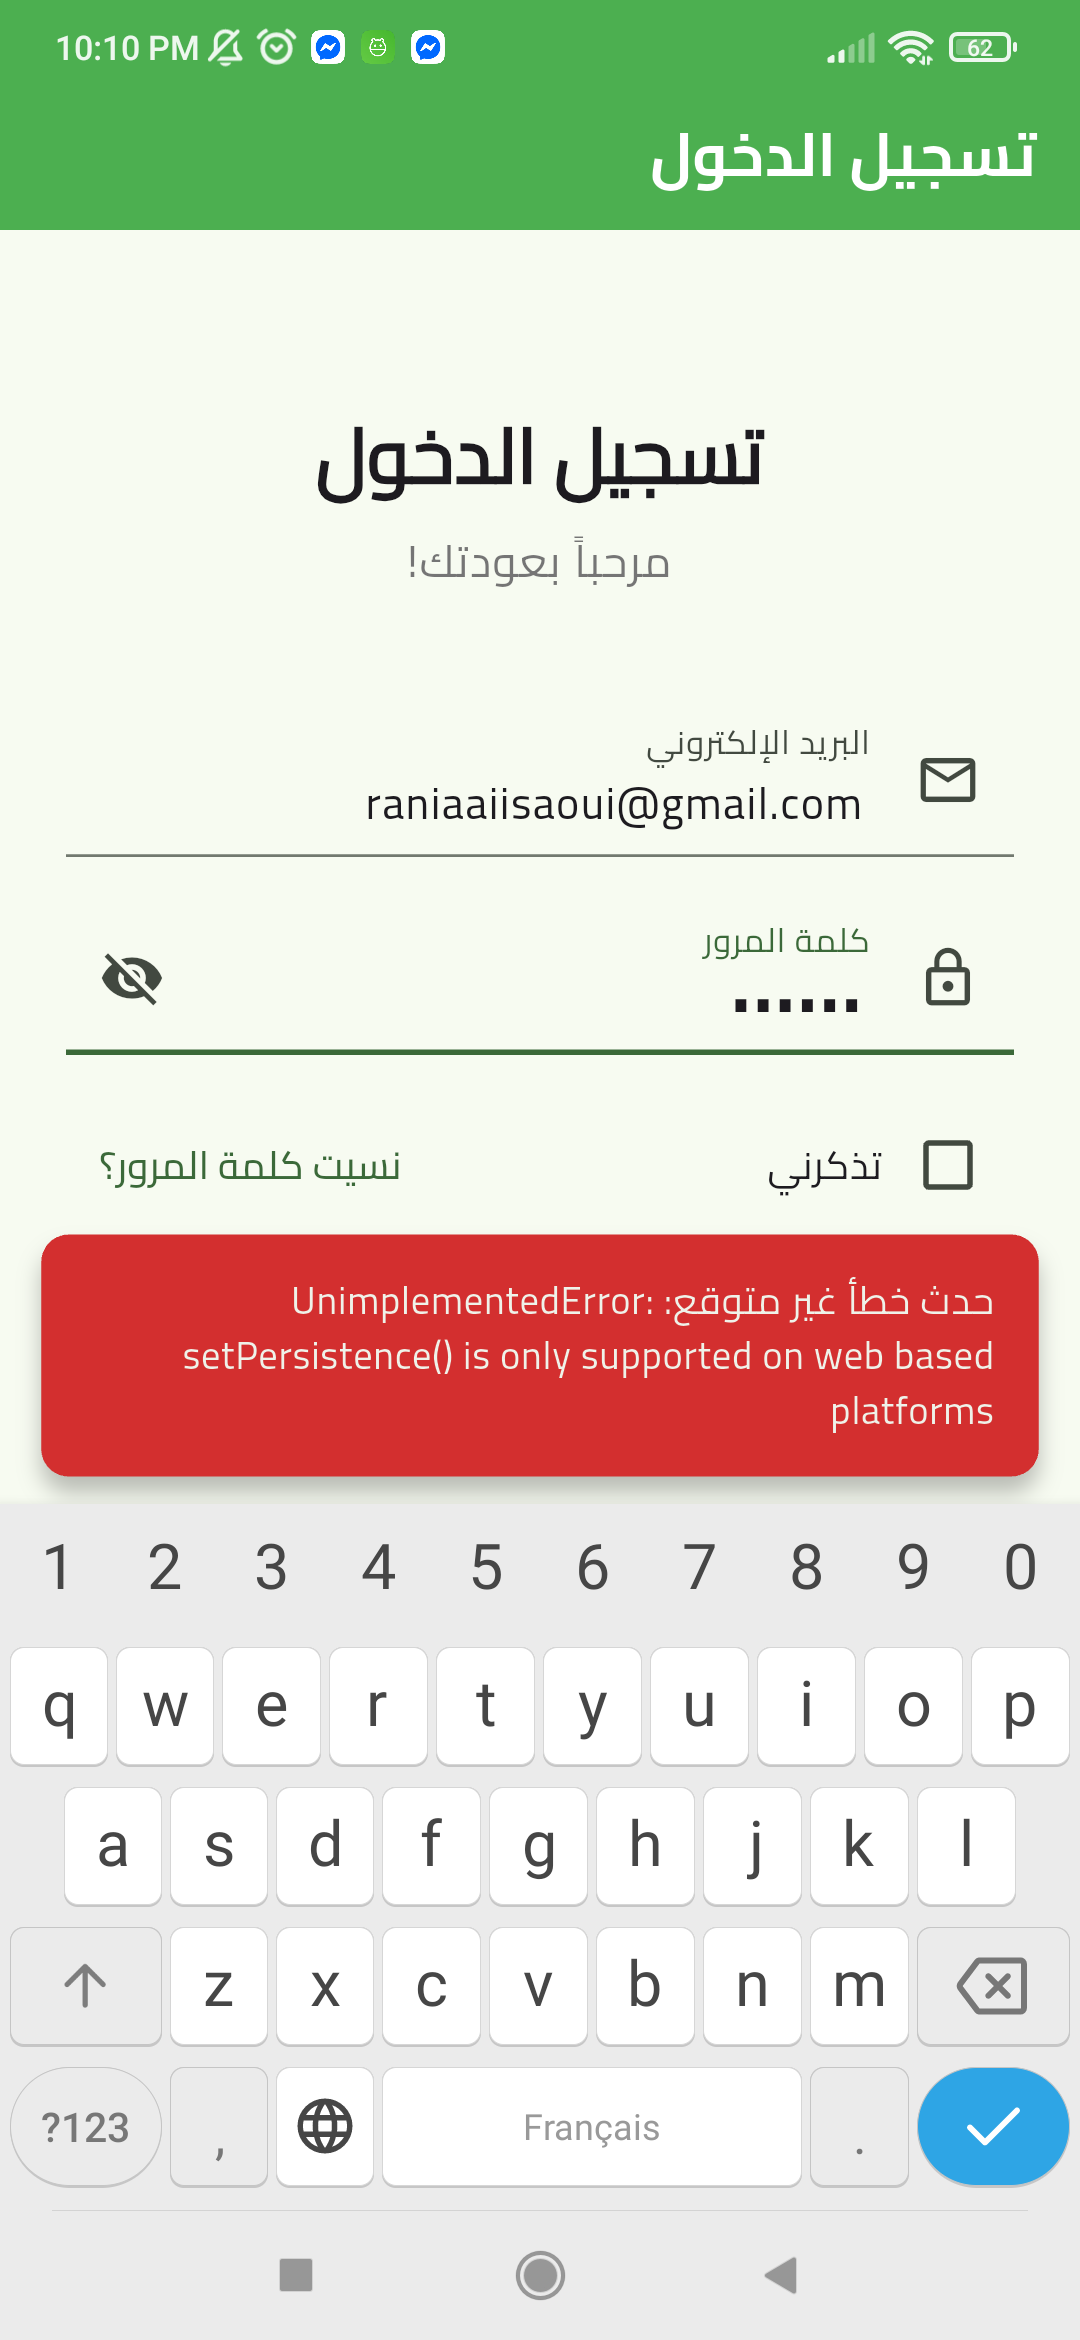 10:10 PM
62
تسجيل الدخول
تسجيل الدخول
مرحباً بعودتك!
البريد الإلكتروني
raniaaiisaoui@gmail.com
كلمة المرور
••••••
تذكرني
نسيت كلمة المرور؟
حدث خطأ غير متوقع: UnimplementedError:
setPersistence() is only supported on web based
platforms
1 2 3 4 5 6 7 8 9 0
q w e r t y u i o p
a s d f g h j k l
z x c v b n m
?123 , Français .